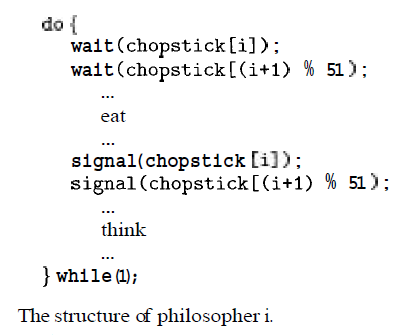 do {
wait(chopstick[i]);
wait(chopstick[(i+1) % 51);
...
eat
...
signal(chopstick[i]);
signal(chopstick[(i+1) % 51);
...
think
...
} while(1);
The structure of philosopher i.